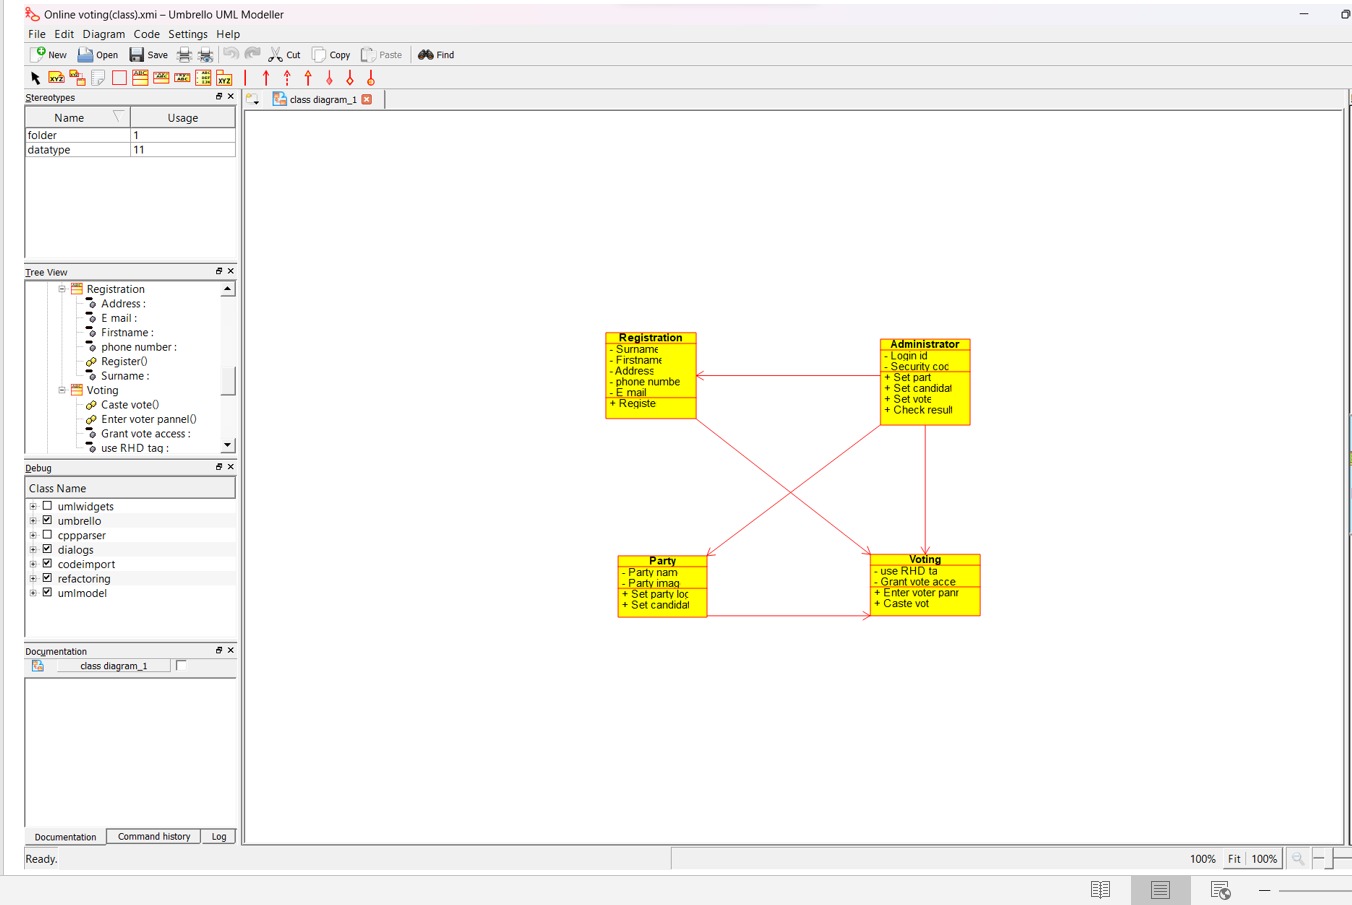 Online voting(class).xmi – Umbrello UML Modeller
File Edit Diagram Code Settings Help
New Open Save Cut Copy Paste Find
Stereotypes
class diagram_1
Name Usage
folder 1
datatype 11
Tree View
Registration
Address :
E mail :
Firstname :
phone number :
Register()
Surname :
Voting
Caste vote()
Enter voter pannel()
Grant vote access :
use RHD tag :
Debug
Class Name
umlwidgets
umbrello
cppparser
dialogs
codeimport
refactoring
umlmodel
Documentation
class diagram_1
Documentation Command history Log
Registration
- Surname
- Firstname
- Address
- phone numbe
- E mail
+ Registe
Administrator
- Login id
- Security coc
+ Set part
+ Set candidat
+ Set vote
+ Check result
Party
- Party nam
- Party imag
+ Set party loc
+ Set candidat
Voting
- use RHD ta
- Grant vote acce
+ Enter voter panr
+ Caste vot
Ready.
100% Fit 100%